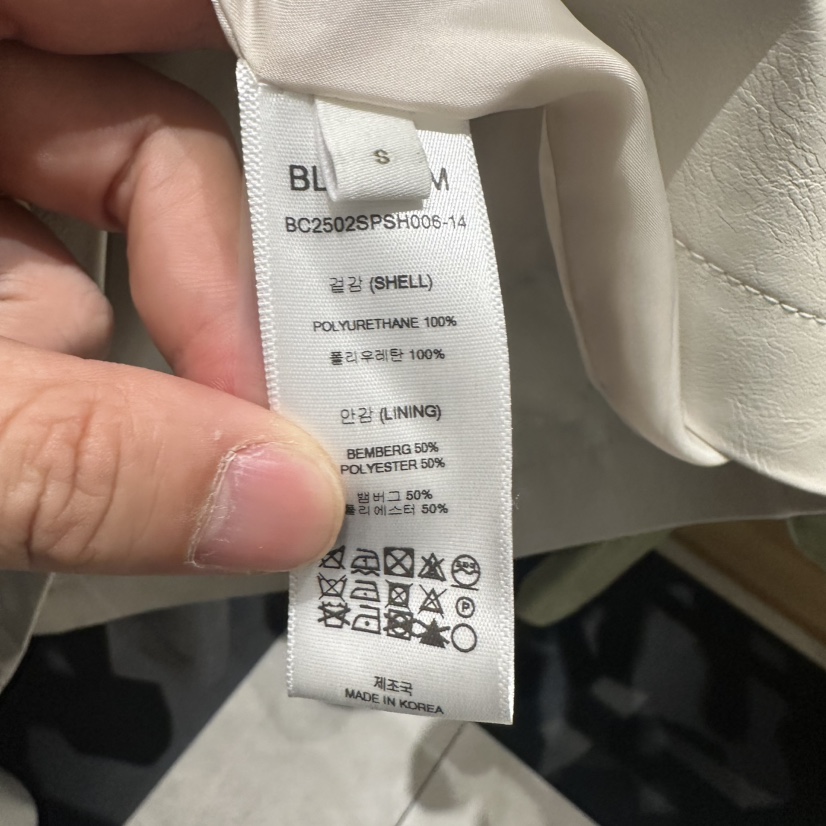 S
BC2502SPSH006-14
겉감 (SHELL)
POLYURETHANE 100%
폴리우레탄 100%
안감 (LINING)
BEMBERG 50%
POLYESTER 50%
뱀버그 50%
폴리에스터 50%
P
제조국
MADE IN KOREA